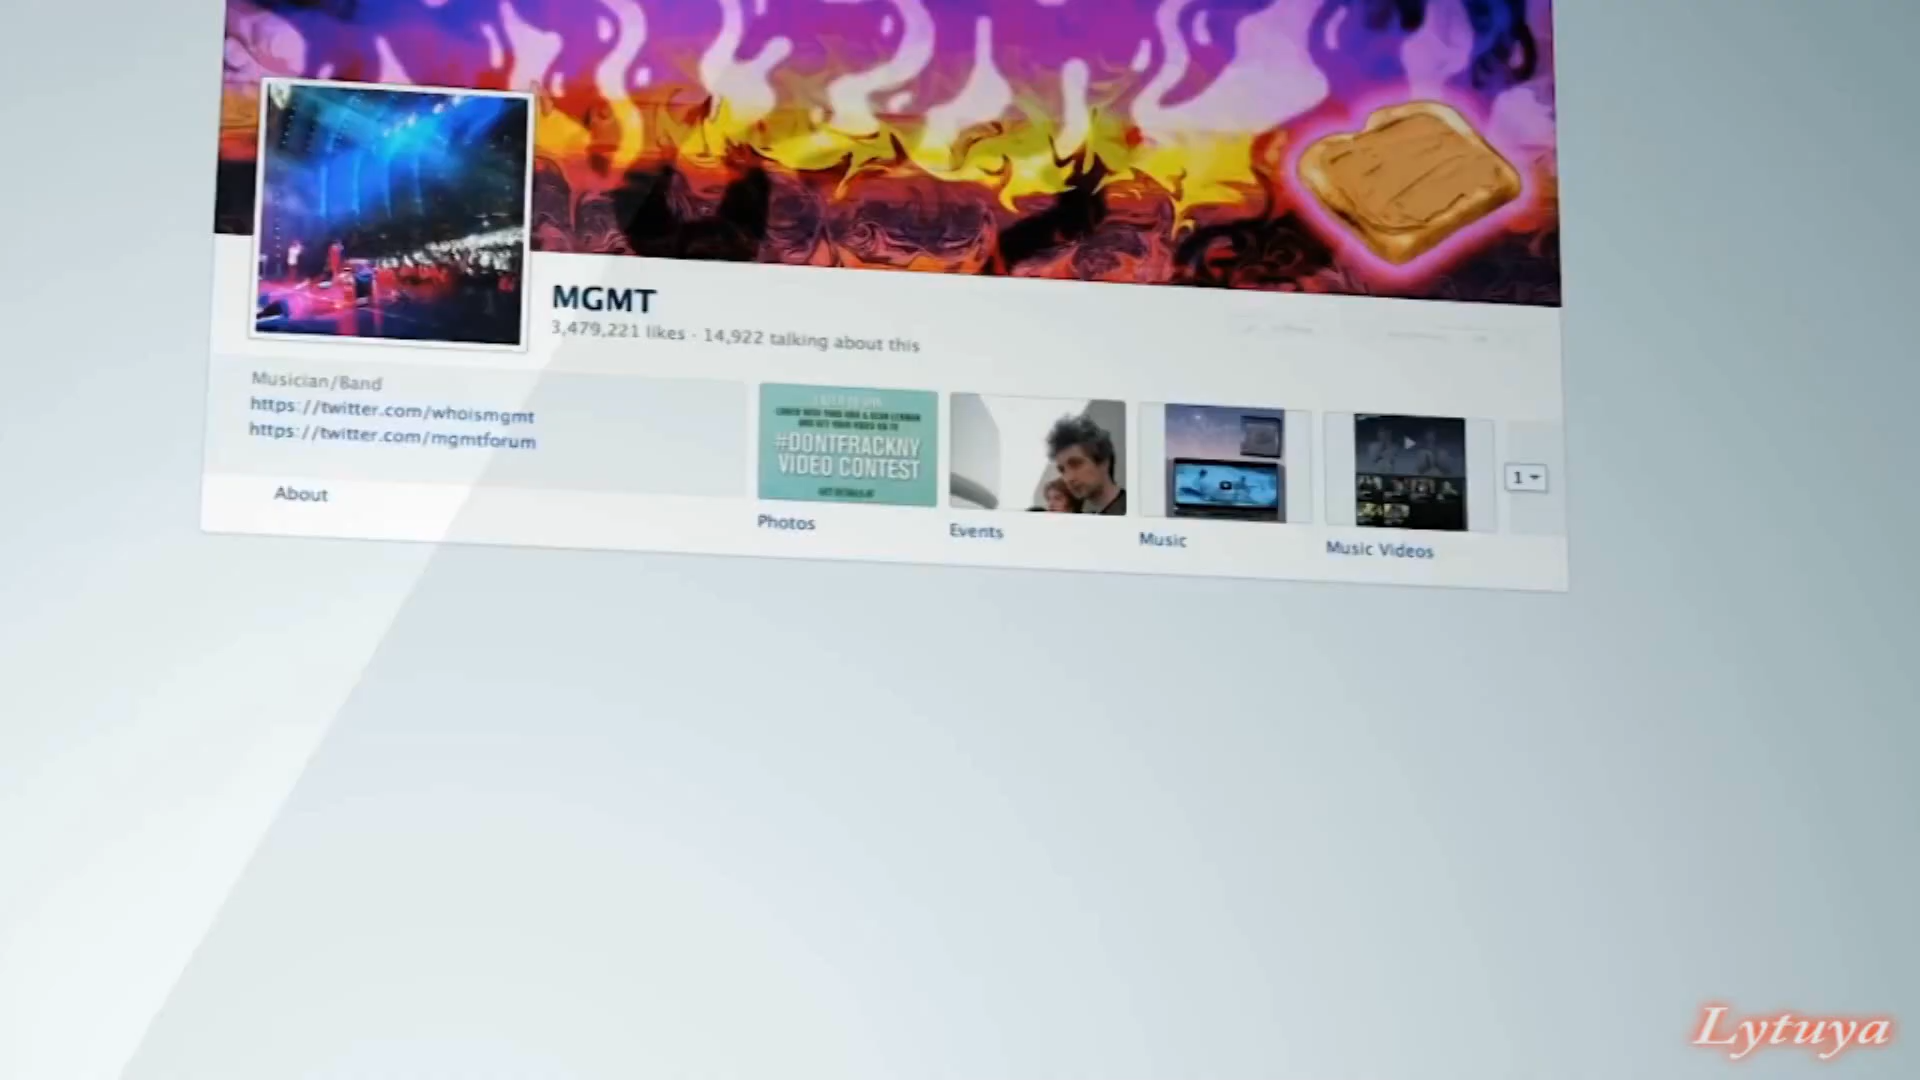 MGMT
3,479,221 likes · 14,922 talking about this
Musician/Band
https://twitter.com/whoismgmt
https://twitter.com/mgmtforum
About
#DONTFRACKNY
VIDEO CONTEST
Photos
Events
Music
Music Videos
1
Lytuya